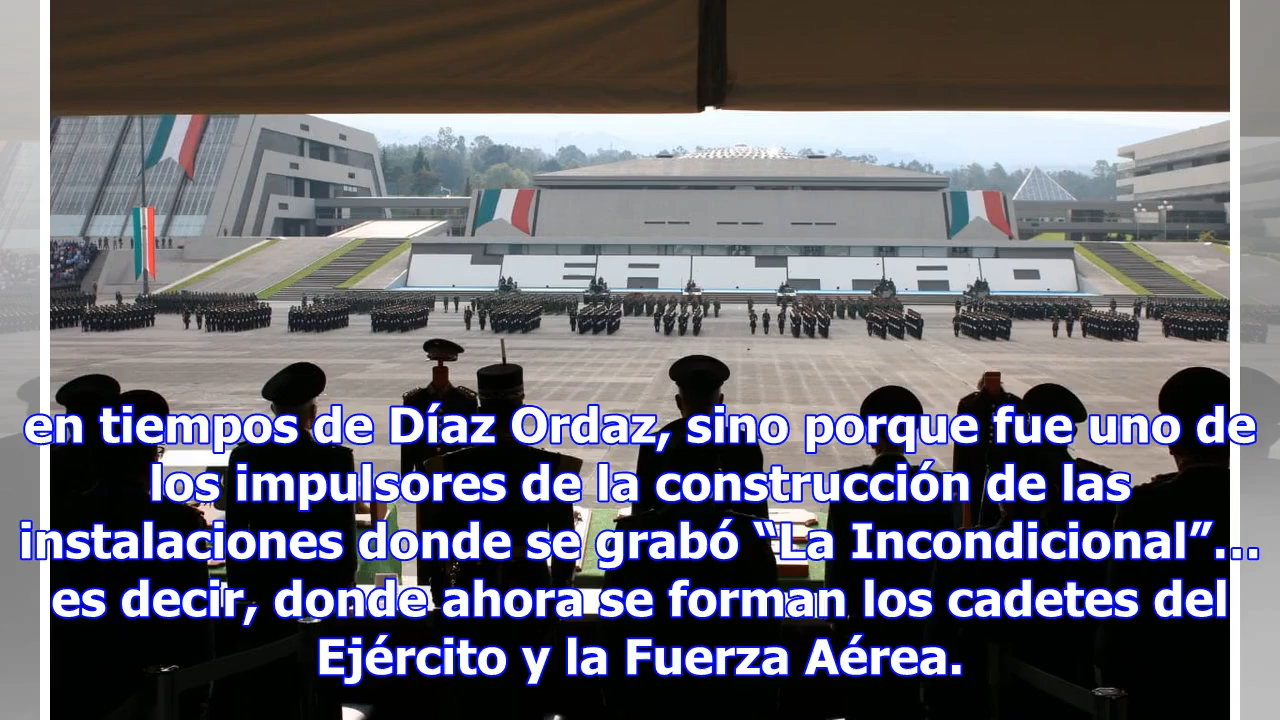 en tiempos de Díaz Ordaz, sino porque fue uno de
los impulsores de la construcción de las
instalaciones donde se grabó “La Incondicional”...
es decir, donde ahora se forman los cadetes del
Ejército y la Fuerza Aérea.